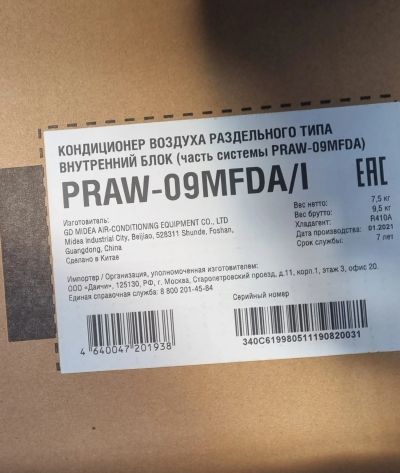 КОНДИЦИОНЕР ВОЗДУХА РАЗДЕЛЬНОГО ТИПА
ВНУТРЕННИЙ БЛОК (часть системы PRAW-09MFDA)
PRAW-09MFDA/I
EAC
Изготовитель:
GD MIDEA AIR-CONDITIONING EQUIPMENT CO., LTD
Midea Industrial City, Beijiao, 528311 Shunde, Foshan,
Guangdong, China
Сделано в Китае
Вес нетто: 7,5 кг
Вес брутто: 9,5 кг
Хладагент: R410A
Дата производства: 01.2021
Срок службы: 7 лет
Импортер / Организация, уполномоченная изготовителем:
ООО «Даичи», 125130, РФ, г. Москва, Старопетровский проезд, д.11, корп.1, этаж 3, офис 20.
Единая справочная служба: 8 800 201-45-84
Серийный номер
4 640047 201938
340C619980511190820031